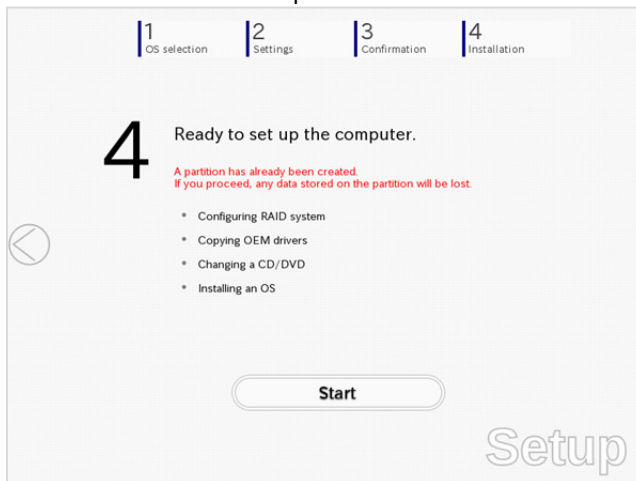 1
OS selection
2
Settings
3
Confirmation
4
Installation
4
Ready to set up the computer.
A partition has already been created.
If you proceed, any data stored on the partition will be lost.
• Configuring RAID system
• Copying OEM drivers
• Changing a CD/DVD
• Installing an OS
Start
Setup